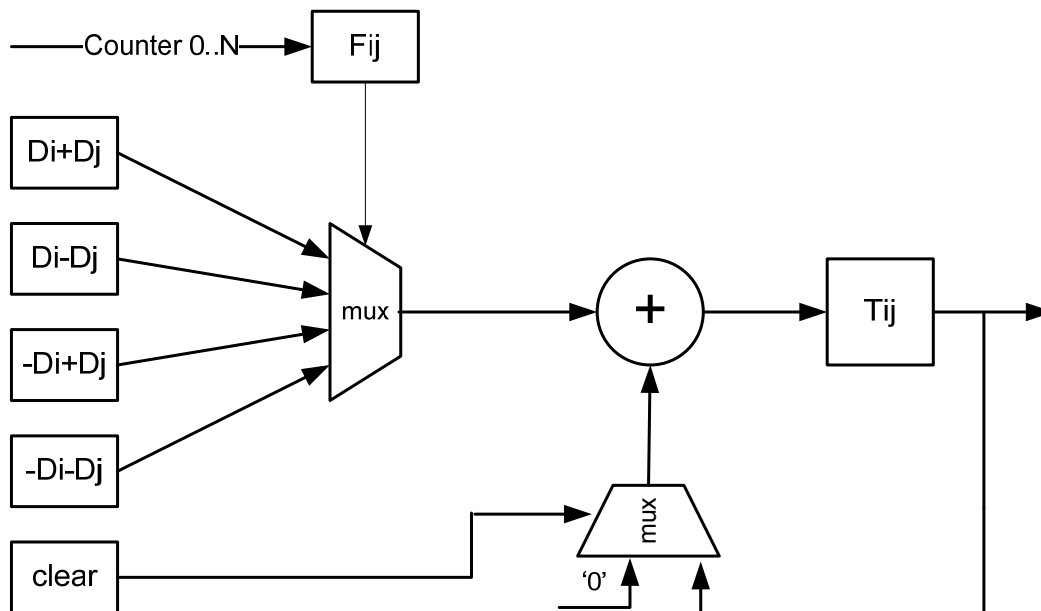 Counter 0..N
Fij
Di+Dj
Di-Dj
-Di+Dj
-Di-Dj
clear
mux
+
Tij
mux
‘0’